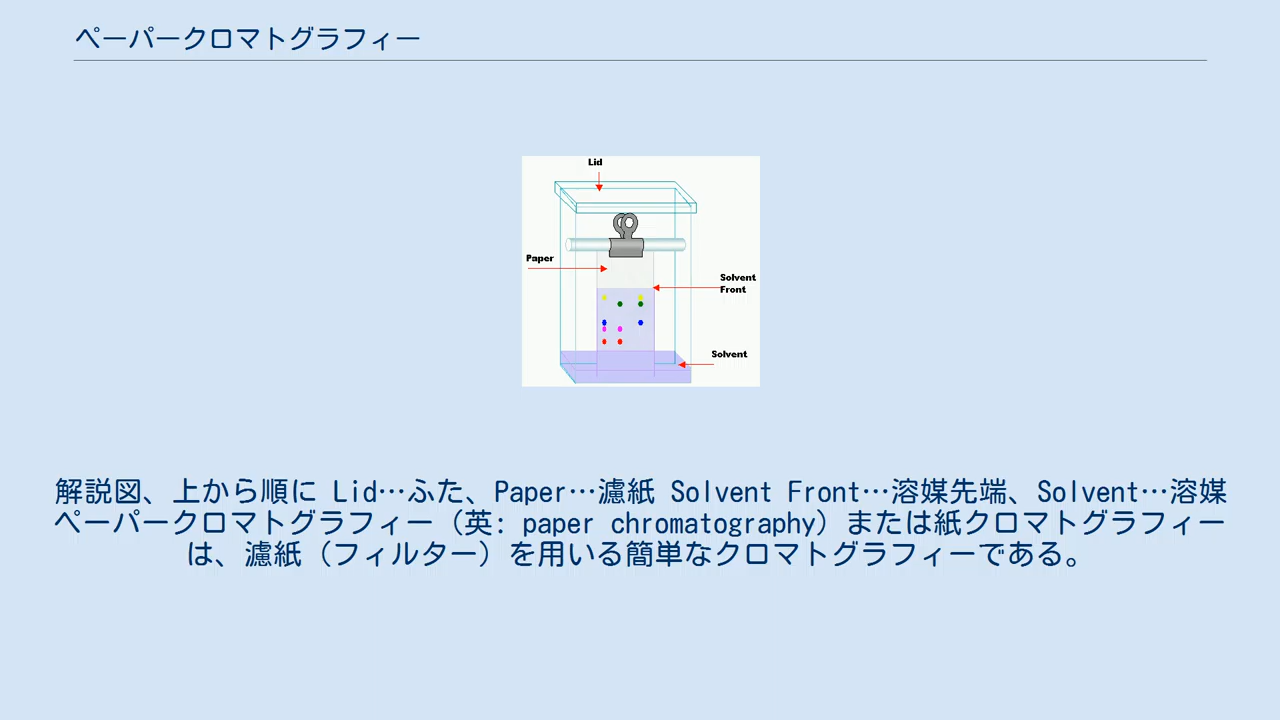 ペーパークロマトグラフィー
Lid
Paper
Solvent
Front
Solvent
解説図、上から順に Lid…ふた、Paper…濾紙 Solvent Front…溶媒先端、Solvent…溶媒
ペーパークロマトグラフィー（英: paper chromatography）または紙クロマトグラフィー
は、濾紙（フィルター）を用いる簡単なクロマトグラフィーである。